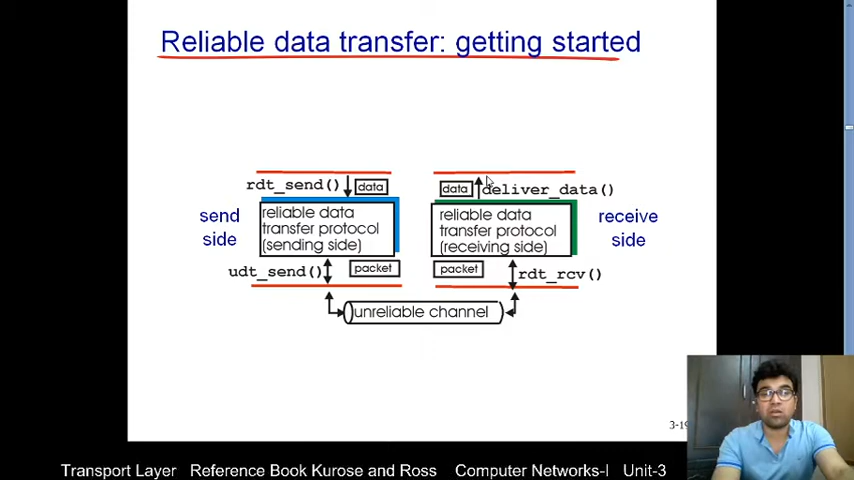 Reliable data transfer: getting started
rdt_send() data
data deliver_data()
send
side
reliable data
transfer protocol
(sending side)
reliable data
transfer protocol
(receiving side)
receive
side
udt_send() packet
packet rdt_rcv()
unreliable channel
Transport Layer Reference Book Kurose and Ross Computer Networks-I Unit-3